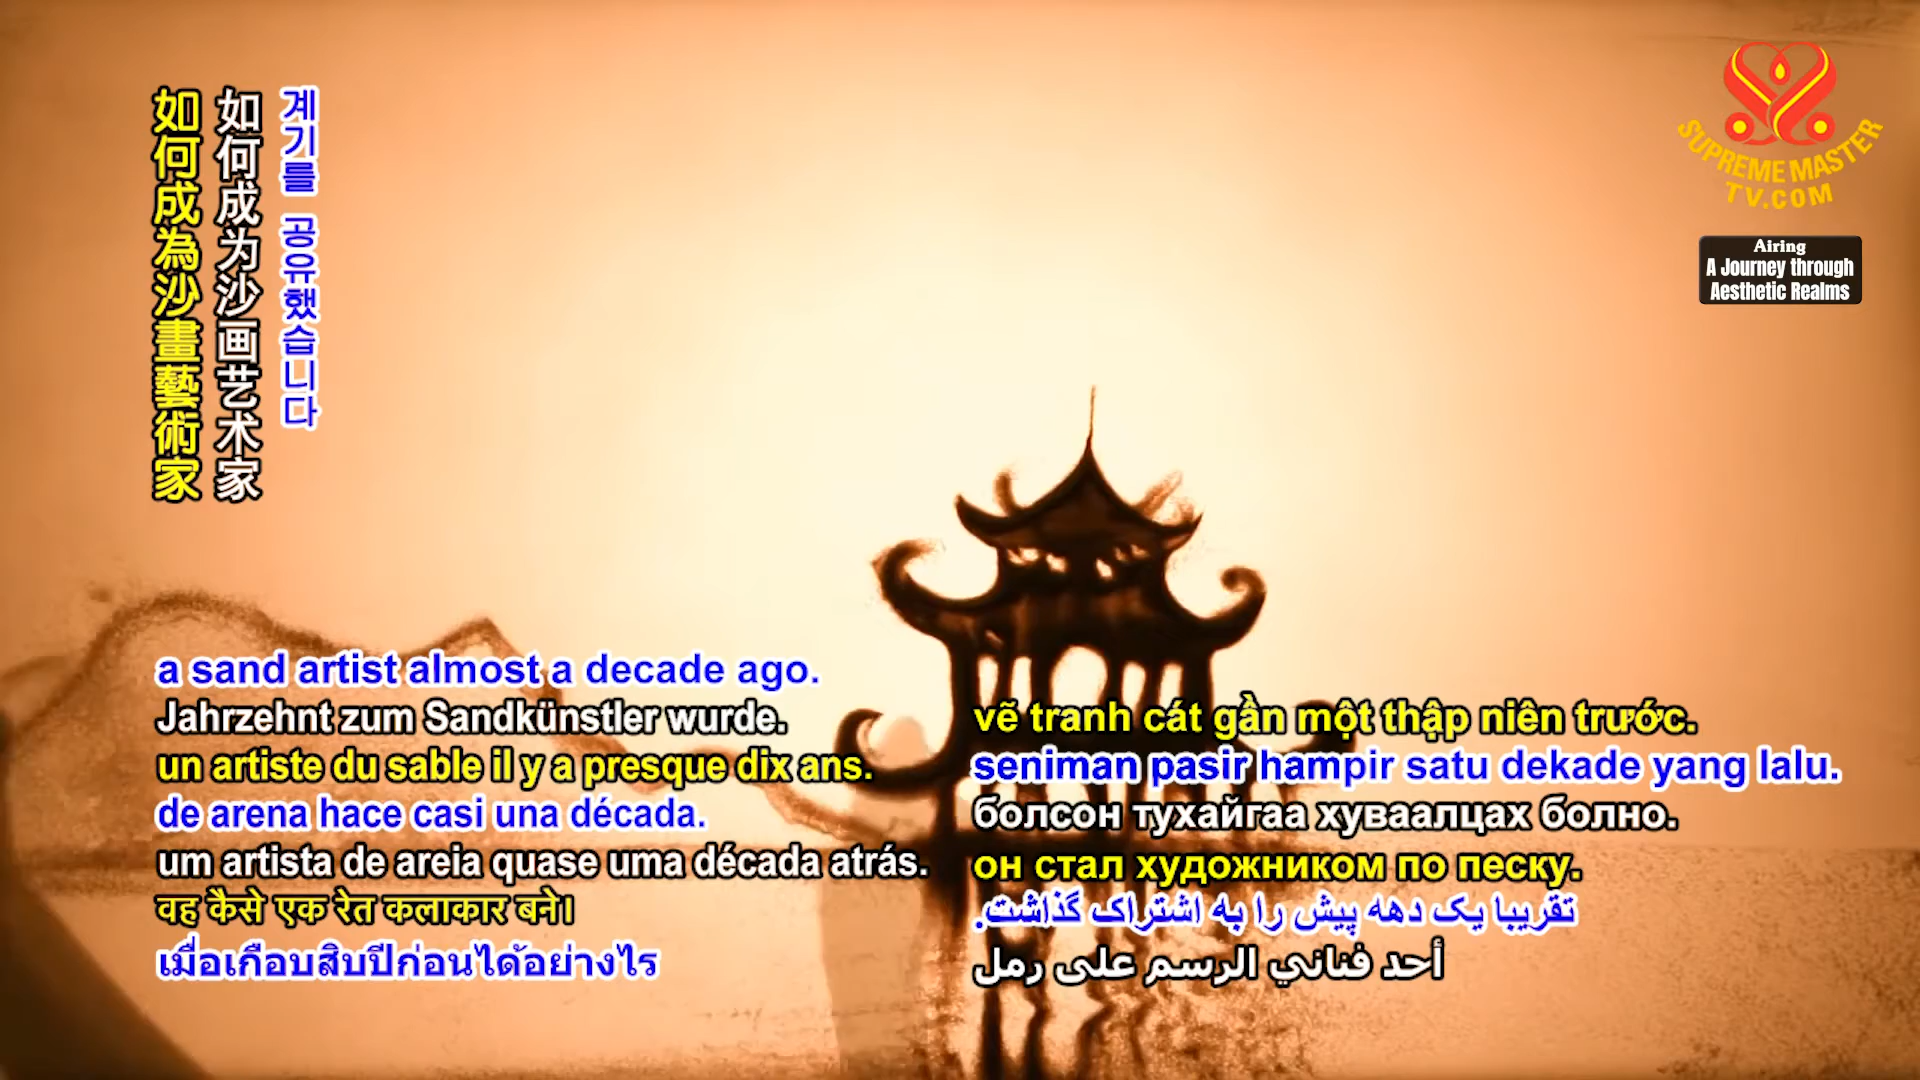 如何成為沙畫藝術家
如何成为沙画艺术家
계기를 공유했습니다
SUPREME MASTER
TV.COM
Airing
A Journey through
Aesthetic Realms
a sand artist almost a decade ago.
Jahrzehnt zum Sandkünstler wurde.
un artiste du sable il y a presque dix ans.
de arena hace casi una década.
um artista de areia quase uma década atrás.
वह कैसे एक रेत कलाकार बने।
เมื่อเกือบสิบปีก่อนได้อย่างไร
vẽ tranh cát gần một thập niên trước.
seniman pasir hampir satu dekade yang lalu.
болсон тухайгаа хуваалцах болно.
он стал художником по песку.
تقریبا یک دهه پیش را به اشتراک گذاشت.
أحد فناني الرسم على رمل